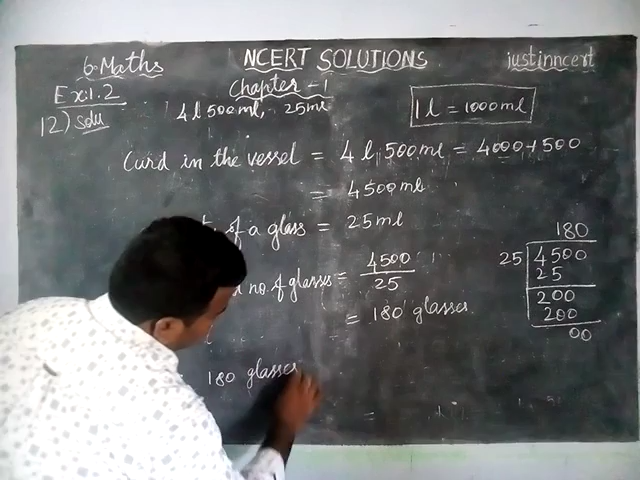 6. Maths NCERT SOLUTIONS justinncert
Ex:1.2 Chapter - 1
12) Solu 4 l 500 ml, 25 ml 1 l = 1000 ml
Curd in the vessel = 4 l 500 ml = 4000 + 500
= 4500 ml
of a glass = 25 ml
no. of glasses = 4500/25
= 180 glasses
180
25 4500
25
200
200
00
180 glasses